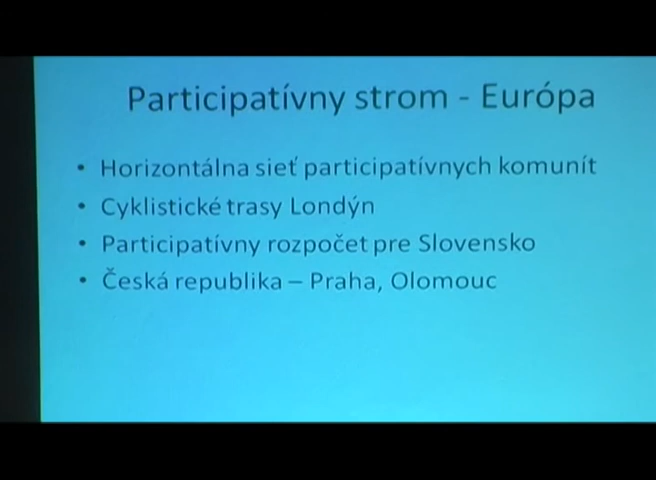 Participatívny strom - Európa
• Horizontálna sieť participatívnych komunít
• Cyklistické trasy Londýn
• Participatívny rozpočet pre Slovensko
• Česká republika – Praha, Olomouc